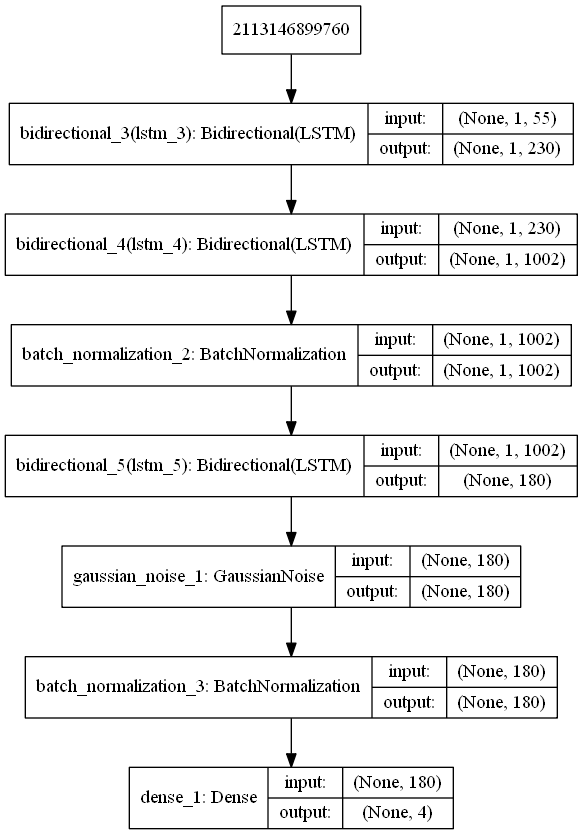 2113146899760
bidirectional_3(lstm_3): Bidirectional(LSTM)
input: (None, 1, 55)
output: (None, 1, 230)
bidirectional_4(lstm_4): Bidirectional(LSTM)
input: (None, 1, 230)
output: (None, 1, 1002)
batch_normalization_2: BatchNormalization
input: (None, 1, 1002)
output: (None, 1, 1002)
bidirectional_5(lstm_5): Bidirectional(LSTM)
input: (None, 1, 1002)
output: (None, 180)
gaussian_noise_1: GaussianNoise
input: (None, 180)
output: (None, 180)
batch_normalization_3: BatchNormalization
input: (None, 180)
output: (None, 180)
dense_1: Dense
input: (None, 180)
output: (None, 4)